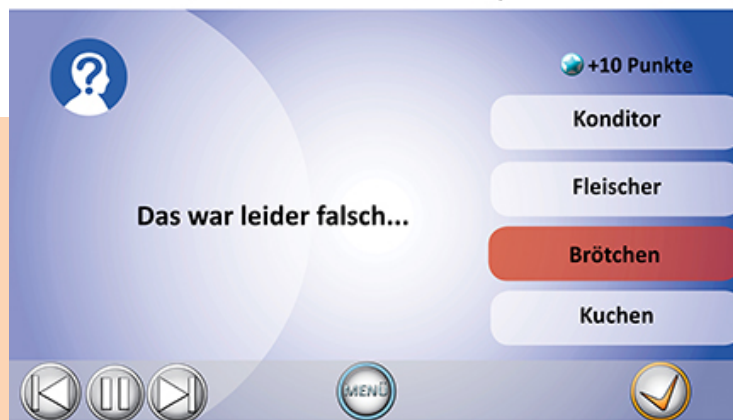 +10 Punkte
Konditor
Fleischer
Das war leider falsch...
Brötchen
Kuchen
MENÜ